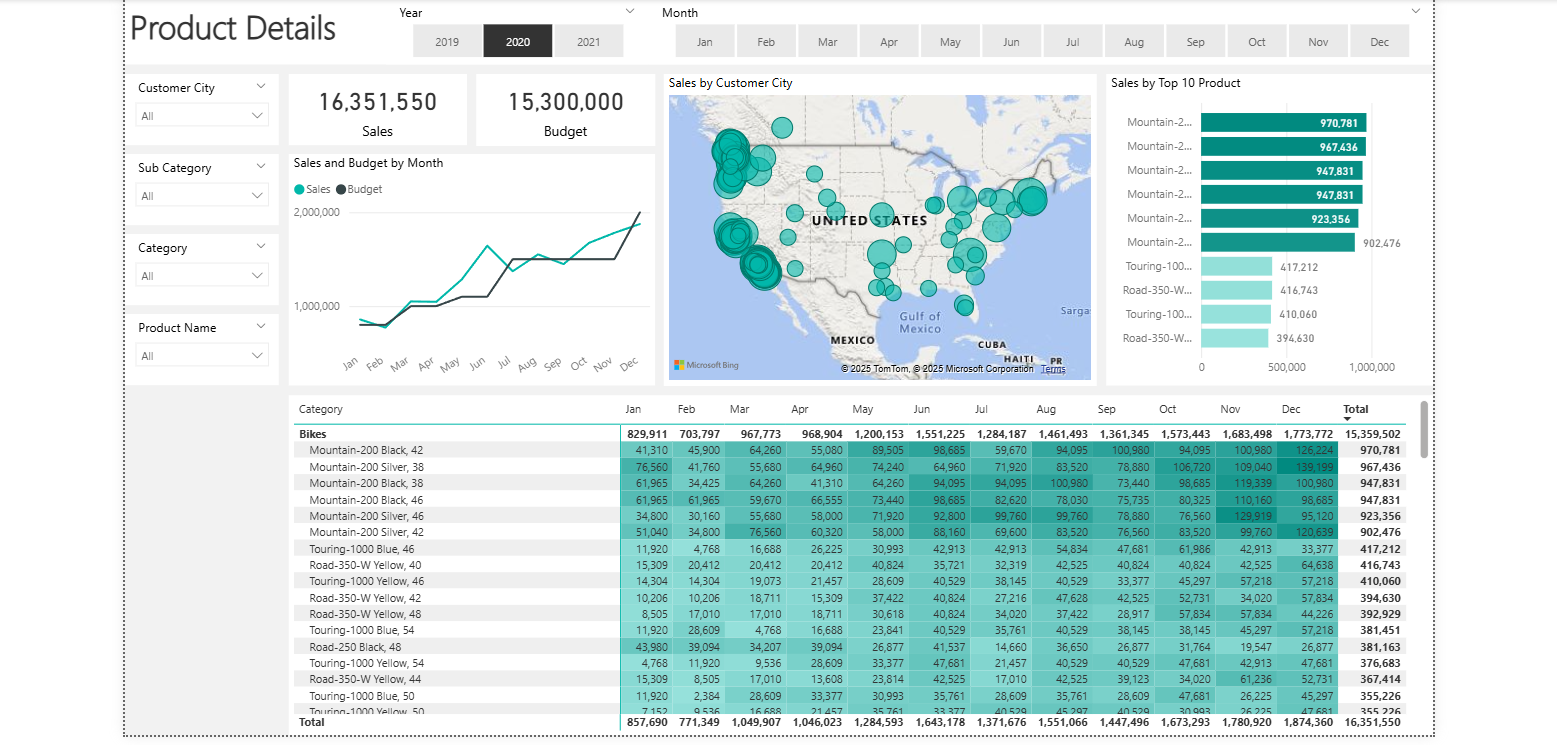 Product Details
Year
2019 2020 2021
Month
Jan Feb Mar Apr May Jun Jul Aug Sep Oct Nov Dec
Customer City
All
Sub Category
All
Category
All
Product Name
All
16,351,550
Sales
15,300,000
Budget
Sales and Budget by Month
Sales Budget
2,000,000
1,000,000
Jan Feb Mar Apr May Jun Jul Aug Sep Oct Nov Dec
Sales by Customer City
UNITED STATES
Gulf of
Mexico
Sarga
MEXICO
CUBA
HAITI
PR
Microsoft Bing
© 2025 TomTom, © 2025 Microsoft Corporation Terms
Sales by Top 10 Product
Mountain-2... 970,781
Mountain-2... 967,436
Mountain-2... 947,831
Mountain-2... 947,831
Mountain-2... 923,356
Mountain-2... 902,476
Touring-100... 417,212
Road-350-W... 416,743
Touring-100... 410,060
Road-350-W... 394,630
0 500,000 1,000,000
Category Jan Feb Mar Apr May Jun Jul Aug Sep Oct Nov Dec Total
Bikes 829,911 703,797 967,773 968,904 1,200,153 1,551,225 1,284,187 1,461,493 1,361,345 1,573,443 1,683,498 1,773,772 15,359,502
Mountain-200 Black, 42 41,310 45,900 64,260 55,080 89,505 98,685 59,670 94,095 100,980 94,095 100,980 126,224 970,781
Mountain-200 Silver, 38 76,560 41,760 55,680 64,960 74,240 64,960 71,920 83,520 78,880 106,720 109,040 139,199 967,436
Mountain-200 Black, 38 61,965 34,425 64,260 41,310 64,260 94,095 94,095 100,980 73,440 98,685 119,339 100,980 947,831
Mountain-200 Black, 46 61,965 61,965 59,670 66,555 73,440 98,685 82,620 78,030 75,735 80,325 110,160 98,685 947,831
Mountain-200 Silver, 46 34,800 30,160 55,680 58,000 71,920 92,800 99,760 99,760 78,880 76,560 129,919 95,120 923,356
Mountain-200 Silver, 42 51,040 34,800 76,560 60,320 58,000 88,160 69,600 83,520 76,560 83,520 99,760 120,639 902,476
Touring-1000 Blue, 46 11,920 4,768 16,688 26,225 30,993 42,913 42,913 54,834 47,681 61,986 42,913 33,377 417,212
Road-350-W Yellow, 40 15,309 20,412 20,412 20,412 40,824 35,721 32,319 42,525 40,824 40,824 42,525 64,638 416,743
Touring-1000 Yellow, 46 14,304 14,304 19,073 21,457 28,609 40,529 38,145 40,529 33,377 45,297 57,218 57,218 410,060
Road-350-W Yellow, 42 10,206 10,206 18,711 15,309 37,422 40,824 27,216 47,628 42,525 52,731 34,020 57,834 394,630
Road-350-W Yellow, 48 8,505 17,010 17,010 18,711 30,618 40,824 34,020 37,422 28,917 57,834 57,834 44,226 392,929
Touring-1000 Blue, 54 11,920 28,609 4,768 16,688 23,841 40,529 35,761 40,529 38,145 38,145 45,297 57,218 381,451
Road-250 Black, 48 43,980 39,094 34,207 39,094 26,877 41,537 14,660 36,650 26,877 31,764 19,547 26,877 381,163
Touring-1000 Yellow, 54 4,768 11,920 9,536 28,609 33,377 47,681 21,457 40,529 40,529 47,681 42,913 47,681 376,683
Road-350-W Yellow, 44 15,309 8,505 17,010 13,608 23,814 42,525 17,010 42,525 39,123 34,020 61,236 52,731 367,414
Touring-1000 Blue, 50 11,920 2,384 28,609 33,377 30,993 35,761 28,609 35,761 28,609 47,681 26,225 45,297 355,226
Touring-1000 Yellow, 50 7,152 9,536 16,688 21,457 35,761 33,377 40,529 45,297 40,529 30,993 26,225 47,681 355,226
Total 857,690 771,349 1,049,907 1,046,023 1,284,593 1,643,178 1,371,676 1,551,066 1,447,496 1,673,293 1,780,920 1,874,360 16,351,550